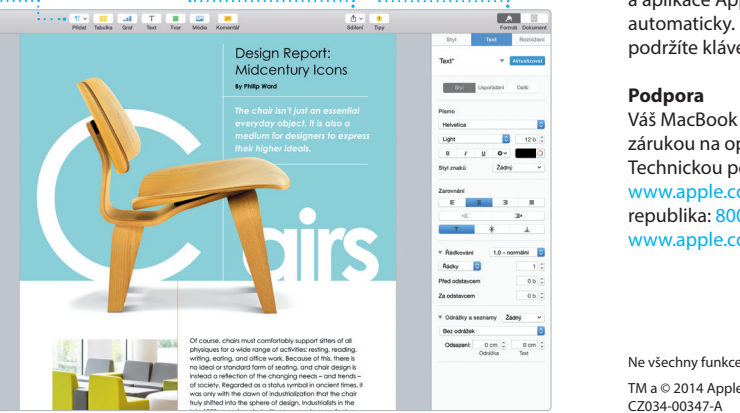 Přidat Tabulka Graf Text Tvar Média Komentář Sdílení Tipy Formát Dokument
Design Report:
Midcentury Icons
By Philip Ward
The chair isn't just an essential
everyday object. It is also a
medium for designers to express
their higher ideals.
C airs
Of course, chairs must comfortably support sitters of all
physiques for a wide range of activities: resting, reading,
writing, eating, and office work. Because of this, there is
no ideal or standard form of seating, and chair design is
instead a reflection of the changing needs – and trends –
of society. Regarded as a status symbol in ancient times, it
was only with the dawn of industrialization that the chair
truly shifted into the sphere of design. Industrialists in the
Styl Text Rozložení
Text* Aktualizovat
Styl Uspořádání Další
Písmo
Helvetica
Light 12 b
B I U
Styl znaků Žádný
Zarovnání
Řádkování 1,0 – normální
Řádky 1
Před odstavcem 0 b
Za odstavcem 0 b
Odrážky a seznamy Žádný
Bez odrážek
Odsazení: 0 cm 0 cm
Odrážka Text
a aplikace App
automaticky.
podržíte kláve
Podpora
Váš MacBook
zárukou na op
Technickou po
www.apple.co
republika: 800
www.apple.co
Ne všechny funkce
TM a © 2014 Apple
CZ034-00347-A